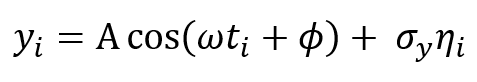 yᵢ = A cos(ωtᵢ + ϕ) + σᵧηᵢ